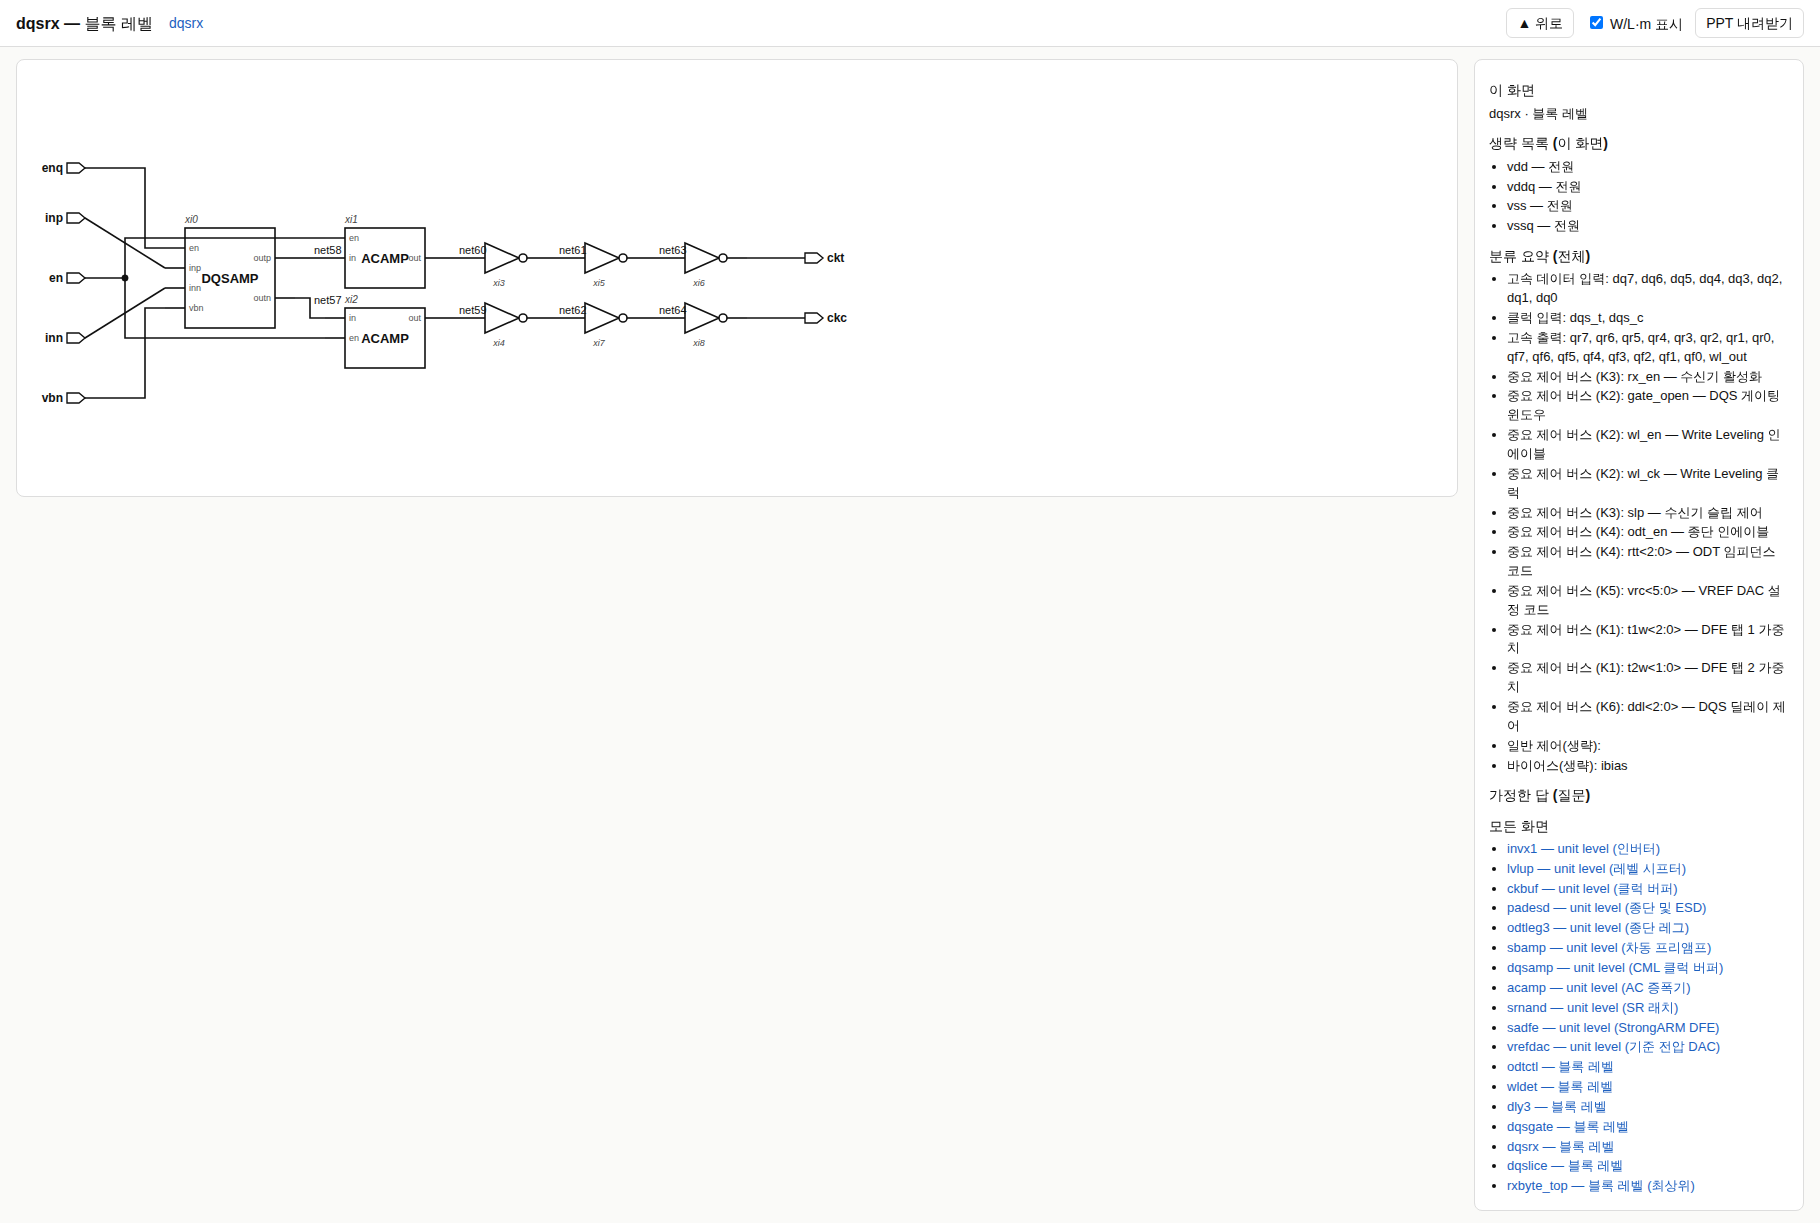 dqsrx — 블록 레벨 dqsrx ▲ 위로 W/L·m 표시 PPT 내려받기
enq
inp
en
inn
vbn
xi0
en
inp
inn
vbn
DQSAMP
outp
outn
net58
net57
xi1
en
in
ACAMP
out
xi2
in
en
ACAMP
out
net60
xi3
net61
xi5
net63
xi6
ckt
net59
xi4
net62
xi7
net64
xi8
ckc
이 화면
dqsrx · 블록 레벨
생략 목록 (이 화면)
vdd — 전원
vddq — 전원
vss — 전원
vssq — 전원
분류 요약 (전체)
고속 데이터 입력: dq7, dq6, dq5, dq4, dq3, dq2,
dq1, dq0
클럭 입력: dqs_t, dqs_c
고속 출력: qr7, qr6, qr5, qr4, qr3, qr2, qr1, qr0,
qf7, qf6, qf5, qf4, qf3, qf2, qf1, qf0, wl_out
중요 제어 버스 (K3): rx_en — 수신기 활성화
중요 제어 버스 (K2): gate_open — DQS 게이팅
윈도우
중요 제어 버스 (K2): wl_en — Write Leveling 인
에이블
중요 제어 버스 (K2): wl_ck — Write Leveling 클
럭
중요 제어 버스 (K3): slp — 수신기 슬립 제어
중요 제어 버스 (K4): odt_en — 종단 인에이블
중요 제어 버스 (K4): rtt<2:0> — ODT 임피던스
코드
중요 제어 버스 (K5): vrc<5:0> — VREF DAC 설
정 코드
중요 제어 버스 (K1): t1w<2:0> — DFE 탭 1 가중
치
중요 제어 버스 (K1): t2w<1:0> — DFE 탭 2 가중
치
중요 제어 버스 (K6): ddl<2:0> — DQS 딜레이 제
어
일반 제어(생략):
바이어스(생략): ibias
가정한 답 (질문)
모든 화면
invx1 — unit level (인버터)
lvlup — unit level (레벨 시프터)
ckbuf — unit level (클럭 버퍼)
padesd — unit level (종단 및 ESD)
odtleg3 — unit level (종단 레그)
sbamp — unit level (차동 프리앰프)
dqsamp — unit level (CML 클럭 버퍼)
acamp — unit level (AC 증폭기)
srnand — unit level (SR 래치)
sadfe — unit level (StrongARM DFE)
vrefdac — unit level (기준 전압 DAC)
odtctl — 블록 레벨
wldet — 블록 레벨
dly3 — 블록 레벨
dqsgate — 블록 레벨
dqsrx — 블록 레벨
dqslice — 블록 레벨
rxbyte_top — 블록 레벨 (최상위)